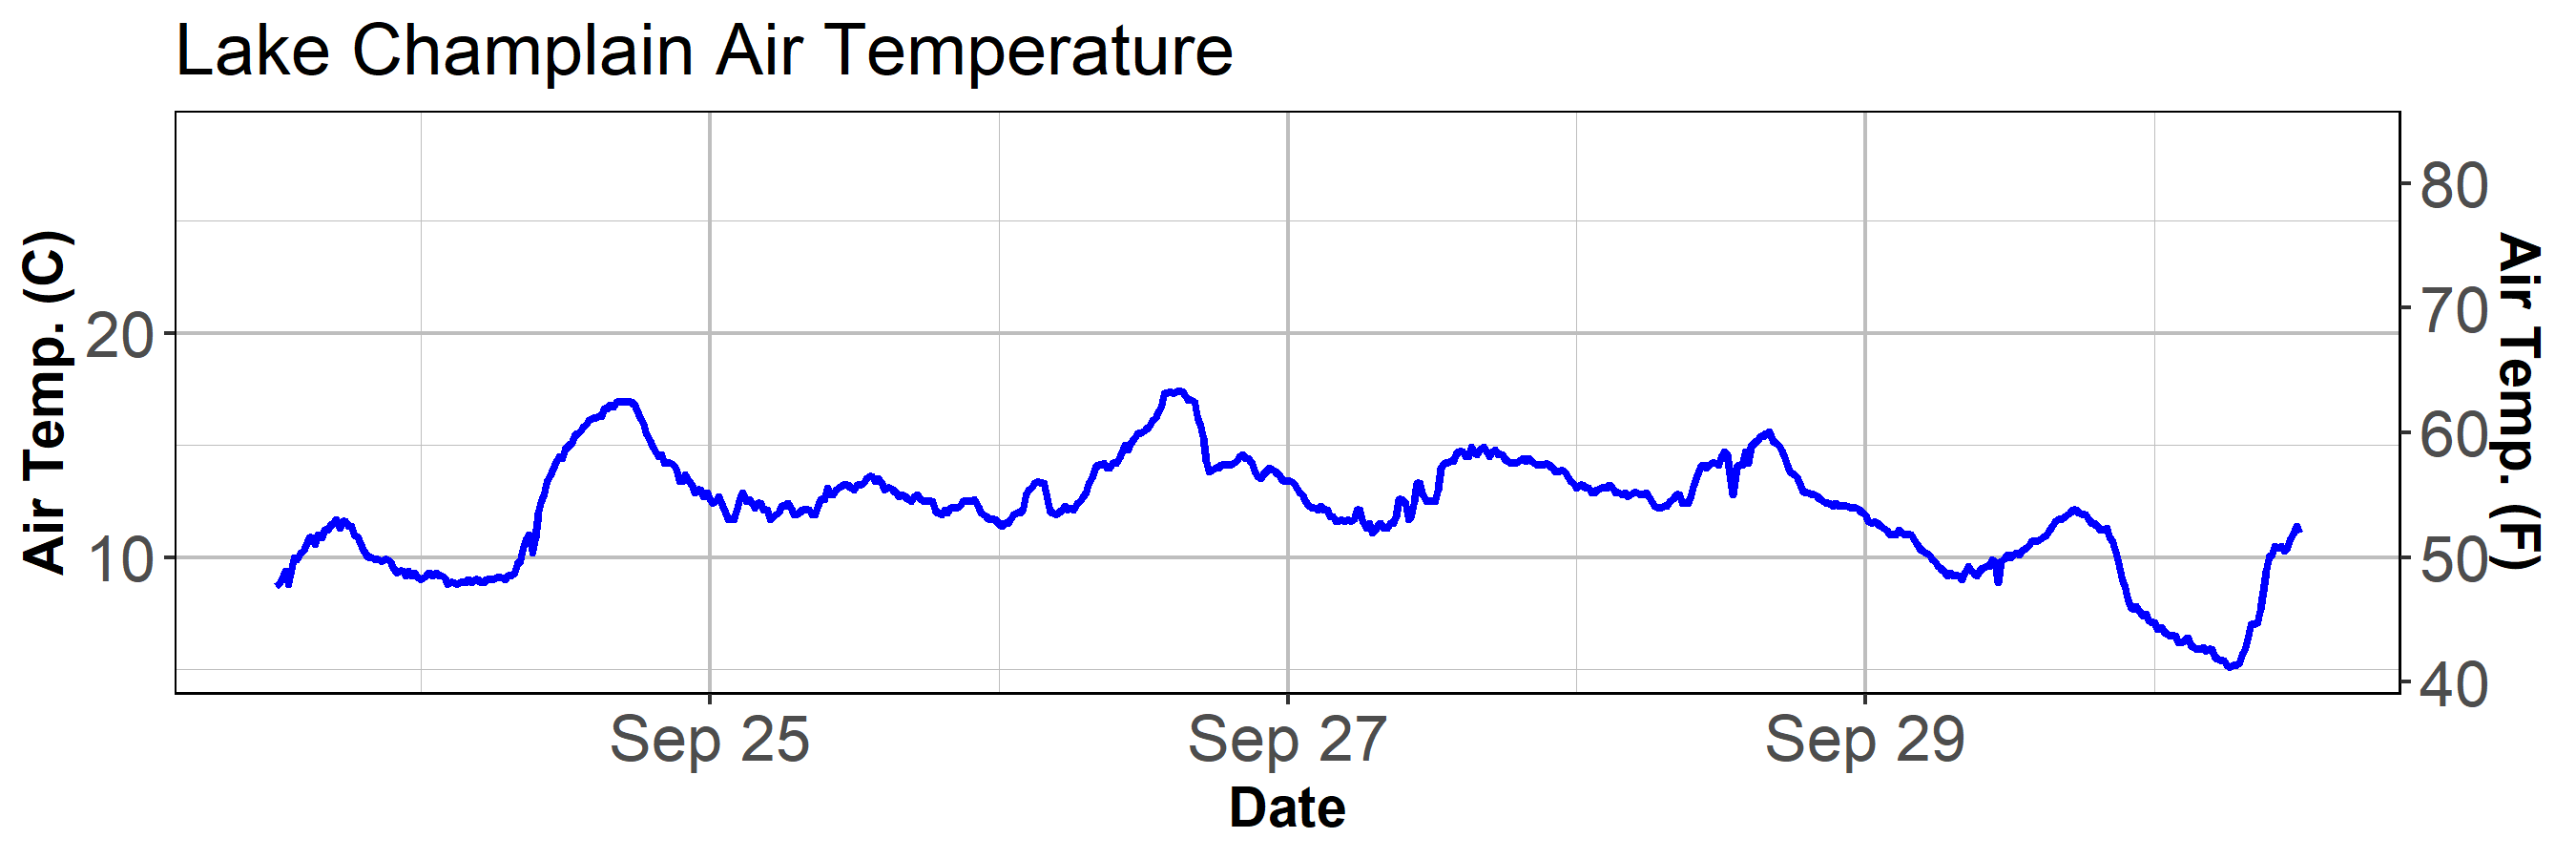 Lake Champlain Air Temperature
Air Temp. (C)
20
10
80
70
60
50
40
Air Temp. (F)
Sep 25
Sep 27
Sep 29
Date